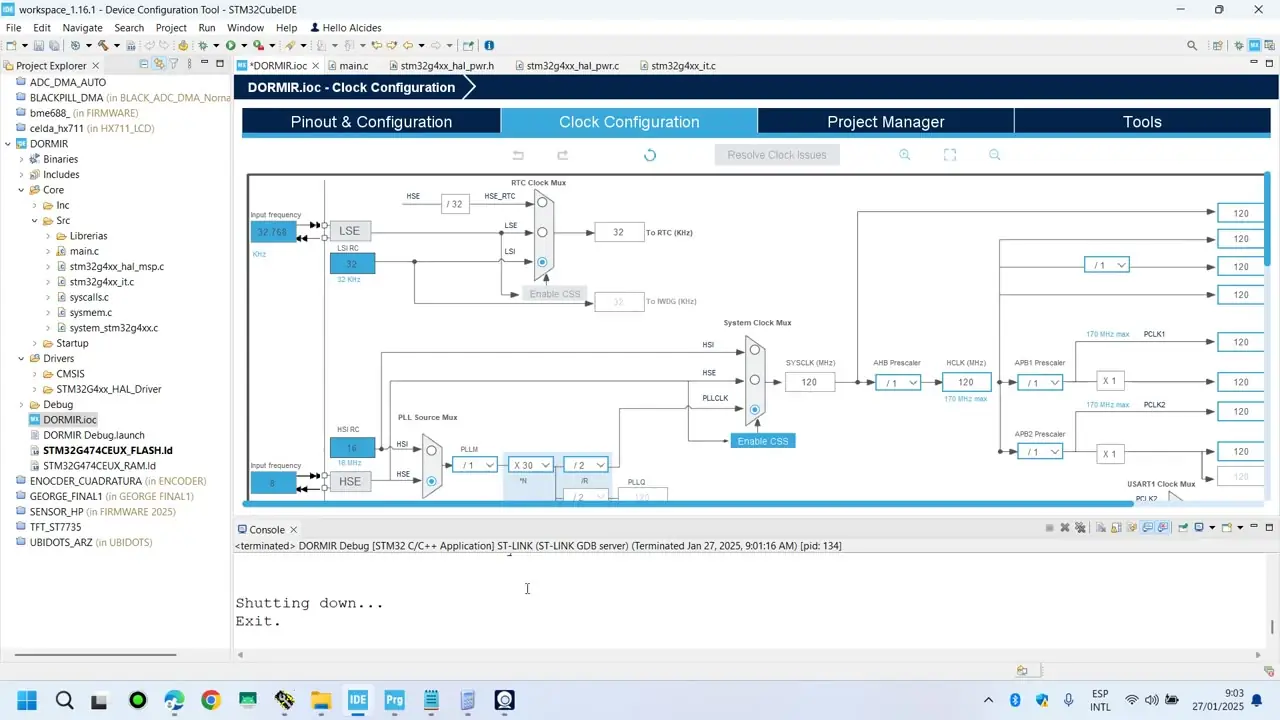 workspace_1.16.1 - Device Configuration Tool - STM32CubeIDE
File Edit Navigate Search Project Run Window Help Hello Alcides
Project Explorer
*DORMIR.ioc main.c stm32g4xx_hal_pwr.h stm32g4xx_hal_pwr.c stm32g4xx_it.c
ADC_DMA_AUTO
BLACKPILL_DMA (in BLACK_ADC_DMA_Norma
bme688_ (in FIRMWARE)
celda_hx711 (in HX711_LCD)
DORMIR
Binaries
Includes
Core
Inc
Src
Librerias
main.c
stm32g4xx_hal_msp.c
stm32g4xx_it.c
syscalls.c
sysmem.c
system_stm32g4xx.c
Startup
Drivers
CMSIS
STM32G4xx_HAL_Driver
Debug
DORMIR.ioc
DORMIR Debug.launch
STM32G474CEUX_FLASH.ld
STM32G474CEUX_RAM.ld
ENOCDER_CUADRATURA (in ENCODER)
GEORGE_FINAL1 (in GEORGE FINAL1)
SENSOR_HP (in FIRMWARE 2025)
TFT_ST7735
UBIDOTS_ARZ (in UBIDOTS)
DORMIR.ioc - Clock Configuration
Pinout & Configuration Clock Configuration Project Manager Tools
Resolve Clock Issues
RTC Clock Mux
HSE / 32 HSE_RTC
120
Input frequency
32.768 LSE LSE 32 To RTC (KHz)
120
KHz
LSI RC LSI
32
32 KHz
/ 1 120
Enable CSS 32 To IWDG (KHz)
120
System Clock Mux
HSI
170 MHz max PCLK1
120
SYSCLK (MHz) AHB Prescaler HCLK (MHz) APB1 Prescaler
HSE 120 / 1 120 / 1 X 1 120
170 MHz max
PLLCLK
170 MHz max PCLK2
120
PLL Source Mux
HSI RC
16 HSI
16 MHz
Enable CSS
APB2 Prescaler
/ 1 X 1 120
PLLM
/ 1 X 30 / 2
*N /R
Input frequency
8 HSE HSE
PLLQ
/ 2 120
120
USART1 Clock Mux
PCLK2
Console
<terminated> DORMIR Debug [STM32 C/C++ Application] ST-LINK (ST-LINK GDB server) (Terminated Jan 27, 2025, 9:01:16 AM) [pid: 134]
Shutting down...
Exit.
IDE Prg
ESP
INTL
9:03
27/01/2025